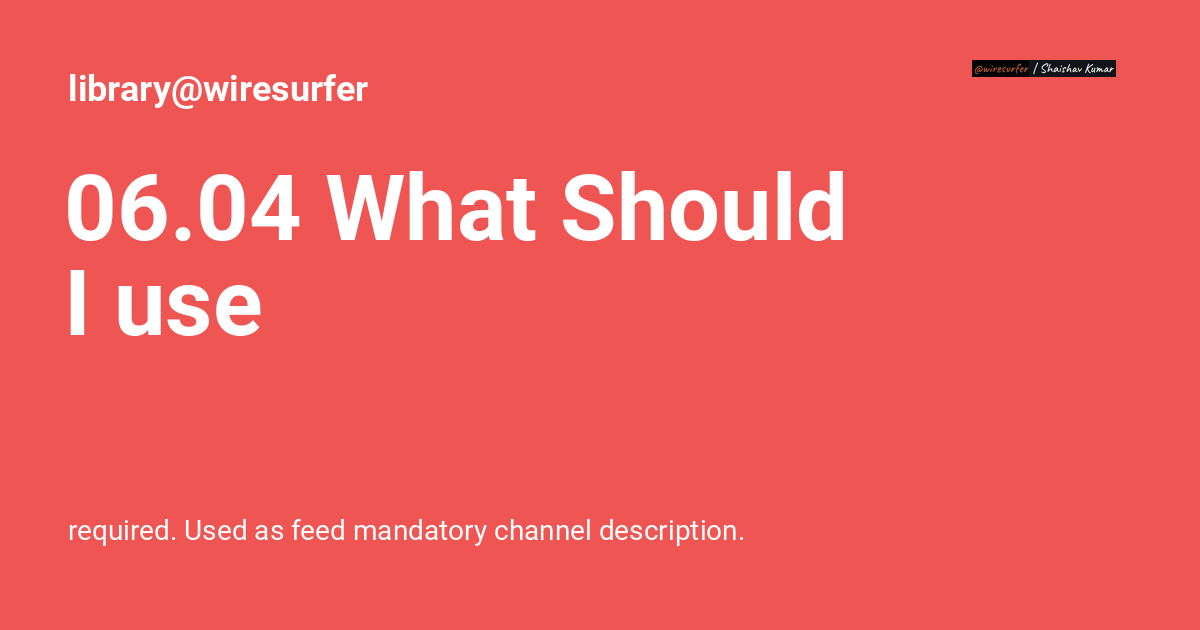 library@wiresurfer
@wiresurfer | Shaishav Kumar
06.04 What Should
I use
required. Used as feed mandatory channel description.